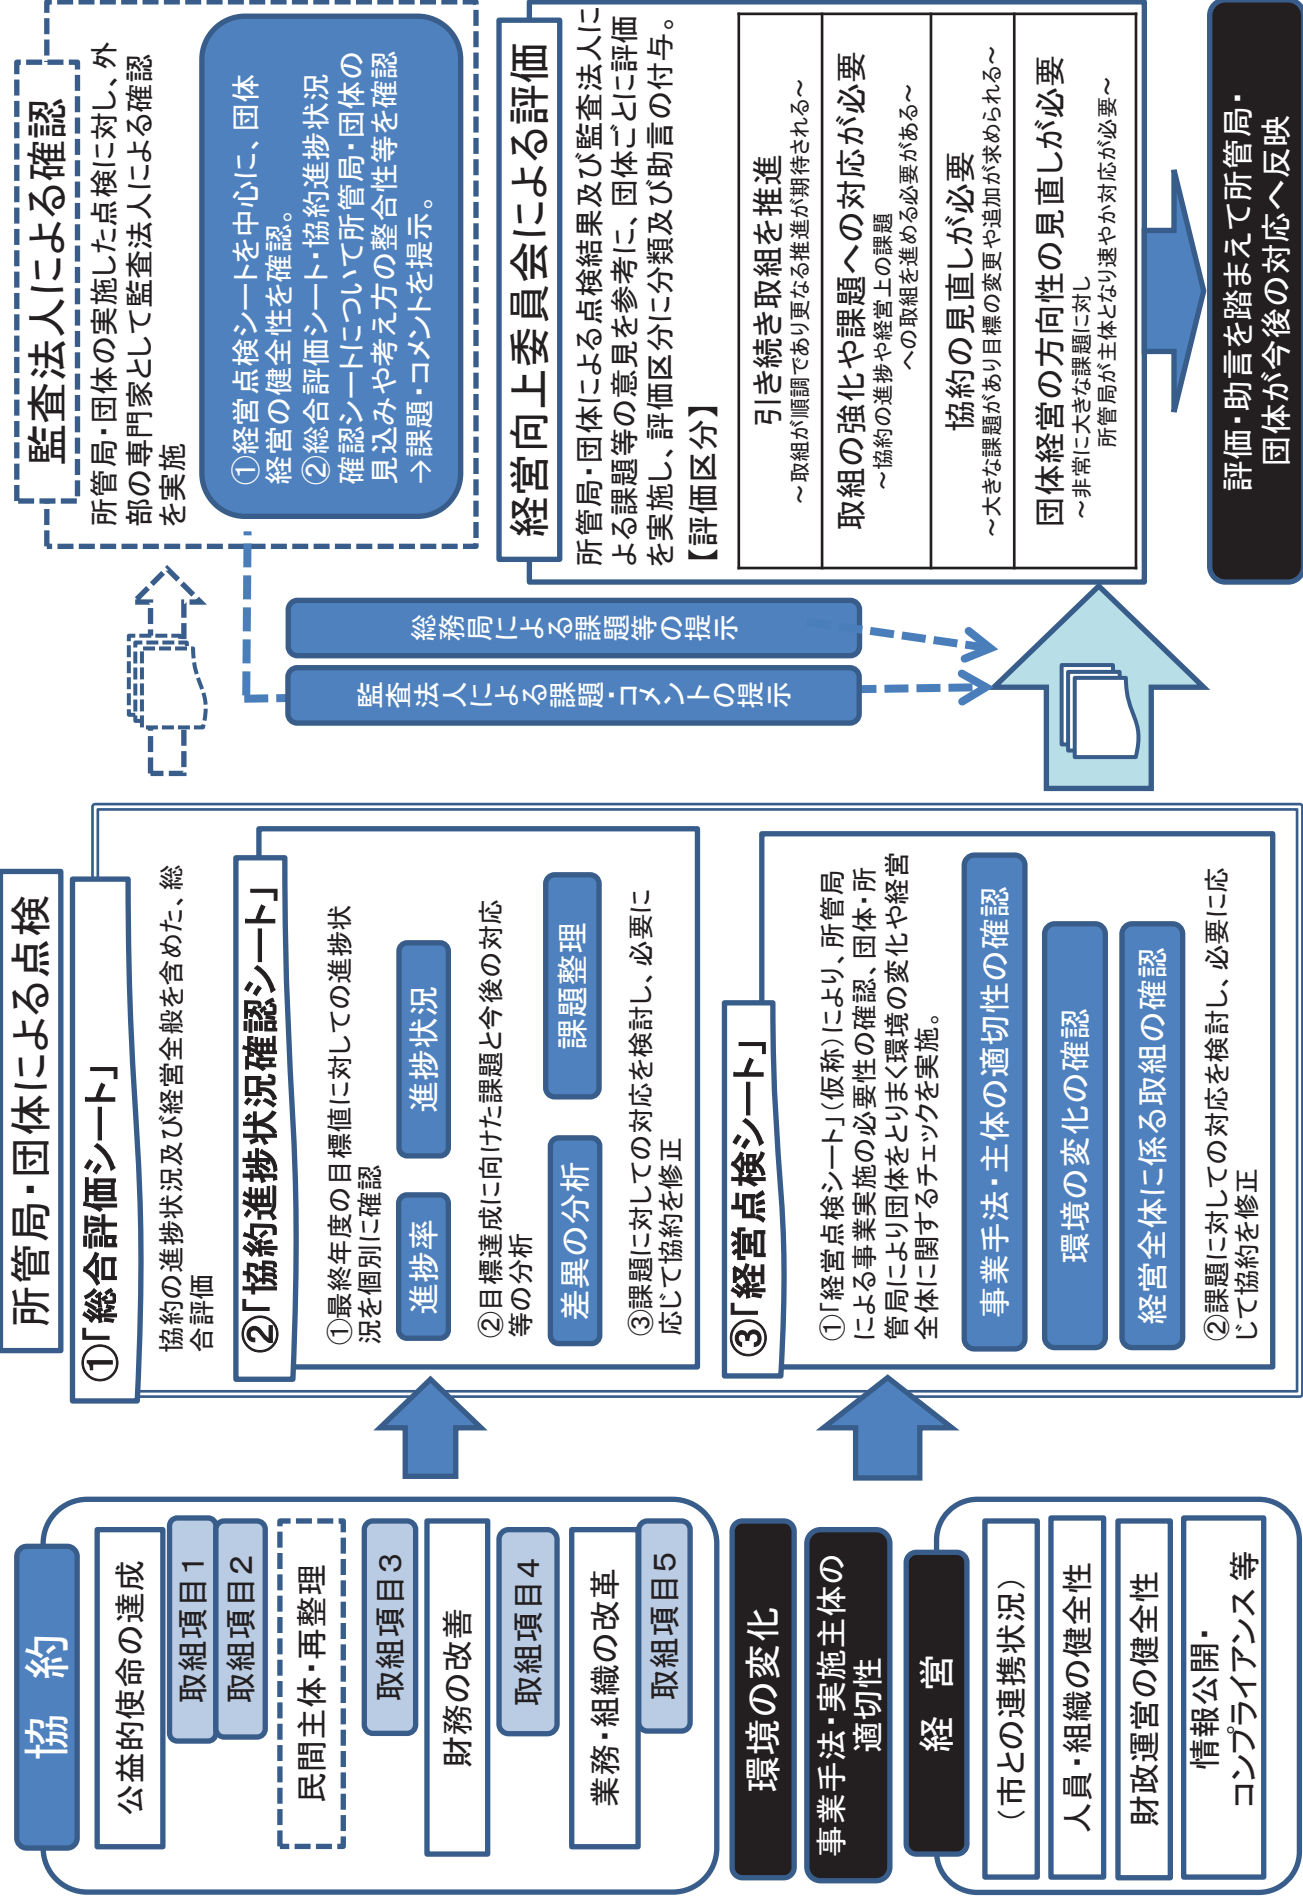 協　約
公益的使命の達成
取組項目1
取組項目2
民間主体・再整理
取組項目3
財務の改善
取組項目4
業務・組織の改革
取組項目5
環境の変化
事業手法・実施主体の
適切性
経　営
（市との連携状況）
人員・組織の健全性
財政運営の健全性
情報公開・
コンプライアンス 等
所管局・団体による点検
①「総合評価シート」
協約の進捗状況及び経営全般を含めた、総
合評価
②「協約進捗状況確認シート」
①最終年度の目標値に対しての進捗状
況を個別に確認
進捗率
進捗状況
②目標達成に向けた課題と今後の対応
等の分析
差異の分析
課題整理
③課題に対しての対応を検討し、必要に
応じて協約を修正
③「経営点検シート」
①「経営点検シート」（仮称）により、所管局
による事業実施の必要性の確認、団体・所
管局により団体をとりまく環境の変化や経営
全体に関するチェックを実施。
事業手法・主体の適切性の確認
環境の変化の確認
経営全体に係る取組の確認
②課題に対しての対応を検討し、必要に応
じて協約を修正
監査法人による確認
所管局・団体の実施した点検に対し、外
部の専門家として監査法人による確認
を実施
①経営点検シートを中心に、団体
経営の健全性を確認。
②総合評価シート・協約進捗状況
確認シートについて所管局・団体の
見込みや考え方の整合性等を確認
→課題・コメントを提示。
総務局による課題等の提示
監査法人による課題・コメントの提示
経営向上委員会による評価
所管局・団体による点検結果及び監査法人に
よる課題等の意見を参考に、団体ごとに評価
を実施し、評価区分に分類及び助言の付与。
【評価区分】
引き続き取組を推進
～取組が順調であり更なる推進が期待される～
取組の強化や課題への対応が必要
～協約の進捗や経営上の課題
への取組を進める必要がある～
協約の見直しが必要
～大きな課題があり目標の変更や追加が求められる～
団体経営の方向性の見直しが必要
～非常に大きな課題に対し
所管局が主体となり速やか対応が必要～
評価・助言を踏まえて所管局・
団体が今後の対応へ反映